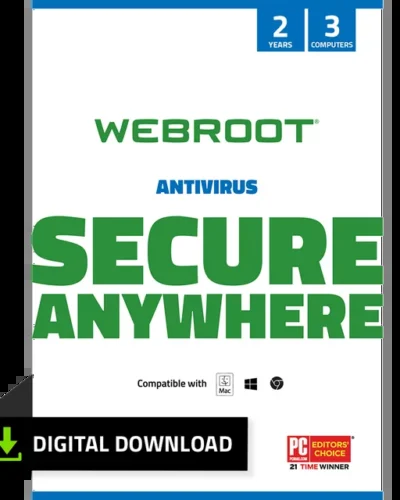 2 3
YEARS COMPUTERS
WEBROOT®
ANTIVIRUS
SECURE
ANYWHERE
Compatible with Mac
DIGITAL DOWNLOAD
PC EDITORS'
CHOICE
21 TIME WINNER